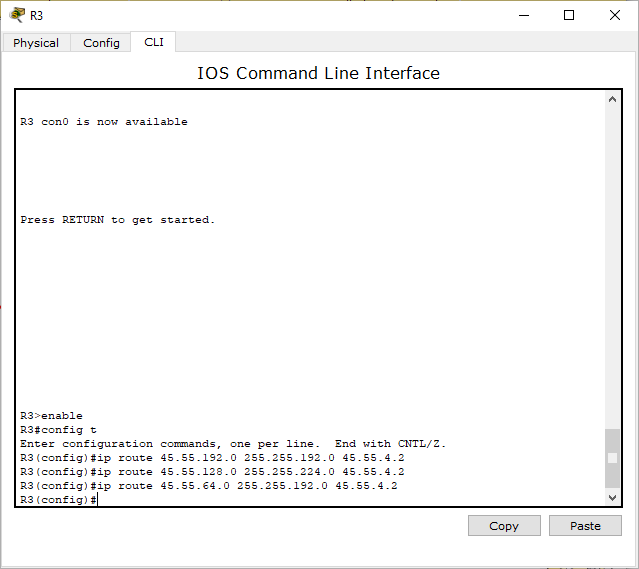 R3
Physical
Config
CLI
IOS Command Line Interface
R3 con0 is now available
Press RETURN to get started.
R3>enable
R3#config t
Enter configuration commands, one per line.  End with CNTL/Z.
R3(config)#ip route 45.55.192.0 255.255.192.0 45.55.4.2
R3(config)#ip route 45.55.128.0 255.255.224.0 45.55.4.2
R3(config)#ip route 45.55.64.0 255.255.192.0 45.55.4.2
R3(config)#
Copy
Paste